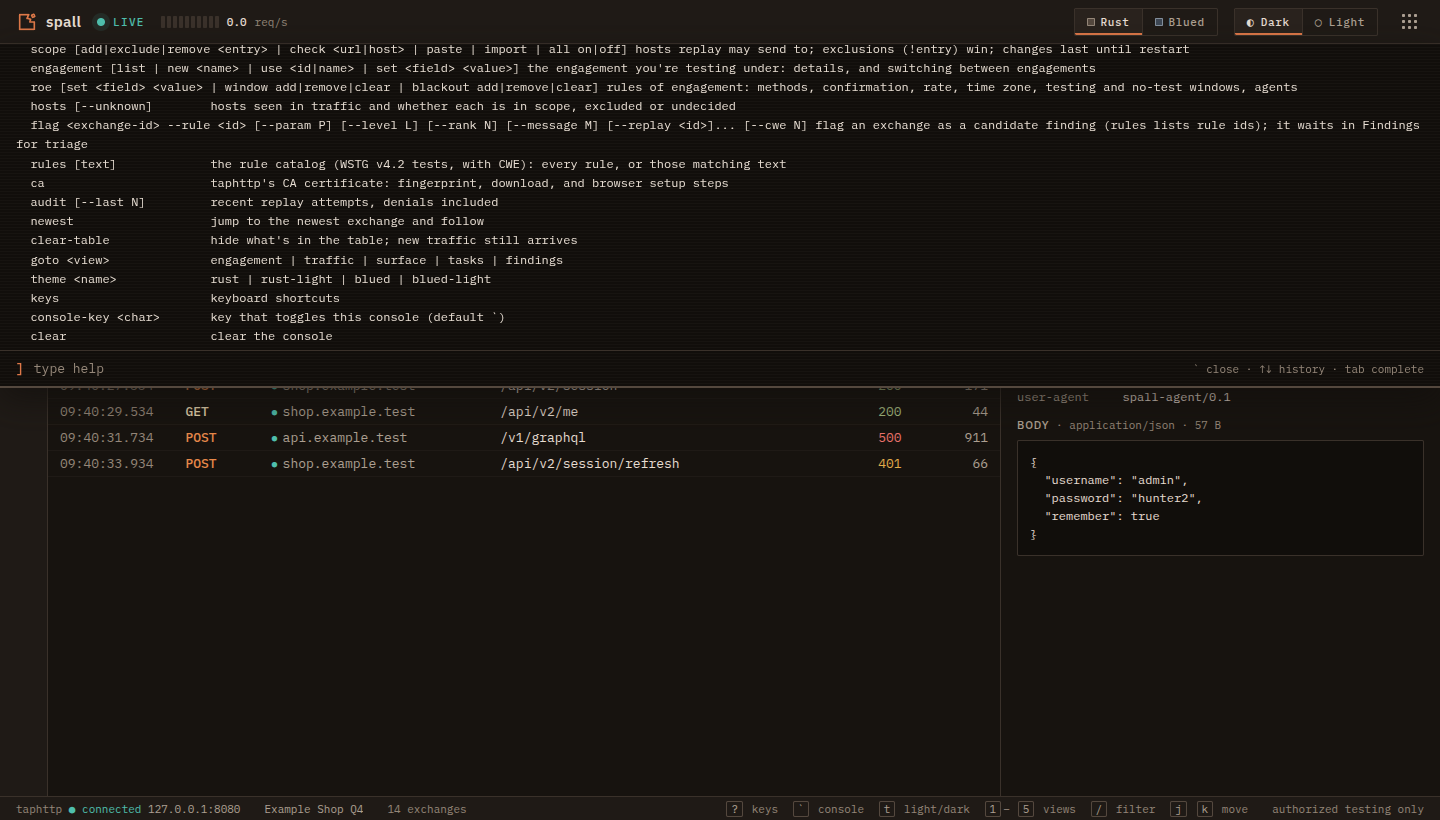 spall LIVE 0.0 req/s Rust Blued Dark Light
scope [add|exclude|remove <entry> | check <url|host> | paste | import | all on|off] hosts replay may send to; exclusions (!entry) win; changes last until restart
engagement [list | new <name> | use <id|name> | set <field> <value>] the engagement you're testing under: details, and switching between engagements
roe [set <field> <value> | window add|remove|clear | blackout add|remove|clear] rules of engagement: methods, confirmation, rate, time zone, testing and no-test windows, agents
hosts [--unknown] hosts seen in traffic and whether each is in scope, excluded or undecided
flag <exchange-id> --rule <id> [--param P] [--level L] [--rank N] [--message M] [--replay <id>]... [--cwe N] flag an exchange as a candidate finding (rules lists rule ids); it waits in Findings
for triage
rules [text] the rule catalog (WSTG v4.2 tests, with CWE): every rule, or those matching text
ca taphttp's CA certificate: fingerprint, download, and browser setup steps
audit [--last N] recent replay attempts, denials included
newest jump to the newest exchange and follow
clear-table hide what's in the table; new traffic still arrives
goto <view> engagement | traffic | surface | tasks | findings
theme <name> rust | rust-light | blued | blued-light
keys keyboard shortcuts
console-key <char> key that toggles this console (default `)
clear clear the console
] type help ` close · ↑↓ history · tab complete
09:40:29.534 GET shop.example.test /api/v2/me 200 44
09:40:31.734 POST api.example.test /v1/graphql 500 911
09:40:33.934 POST shop.example.test /api/v2/session/refresh 401 66
user-agent spall-agent/0.1
BODY · application/json · 57 B
{
"username": "admin",
"password": "hunter2",
"remember": true
}
taphttp connected 127.0.0.1:8080 Example Shop Q4 14 exchanges ? keys ` console t light/dark 1 – 5 views / filter j k move authorized testing only